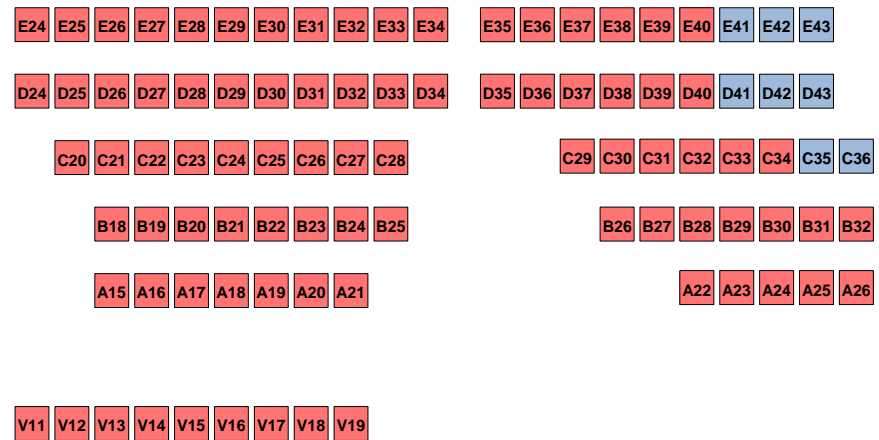 E24 E25 E26 E27 E28 E29 E30 E31 E32 E33 E34 E35 E36 E37 E38 E39 E40 E41 E42 E43
D24 D25 D26 D27 D28 D29 D30 D31 D32 D33 D34 D35 D36 D37 D38 D39 D40 D41 D42 D43
C20 C21 C22 C23 C24 C25 C26 C27 C28 C29 C30 C31 C32 C33 C34 C35 C36
B18 B19 B20 B21 B22 B23 B24 B25 B26 B27 B28 B29 B30 B31 B32
A15 A16 A17 A18 A19 A20 A21 A22 A23 A24 A25 A26
V11 V12 V13 V14 V15 V16 V17 V18 V19